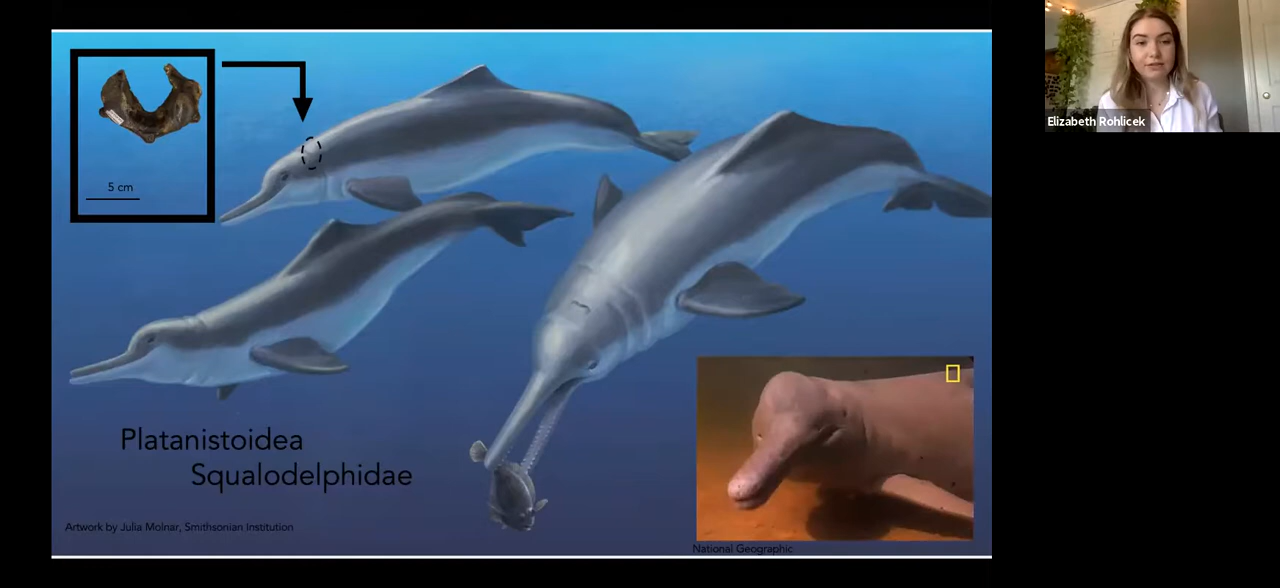 5 cm
Platanistoidea
Squalodelphidae
Artwork by Julia Molnar, Smithsonian Institution
National Geographic
Elizabeth Rohlicek